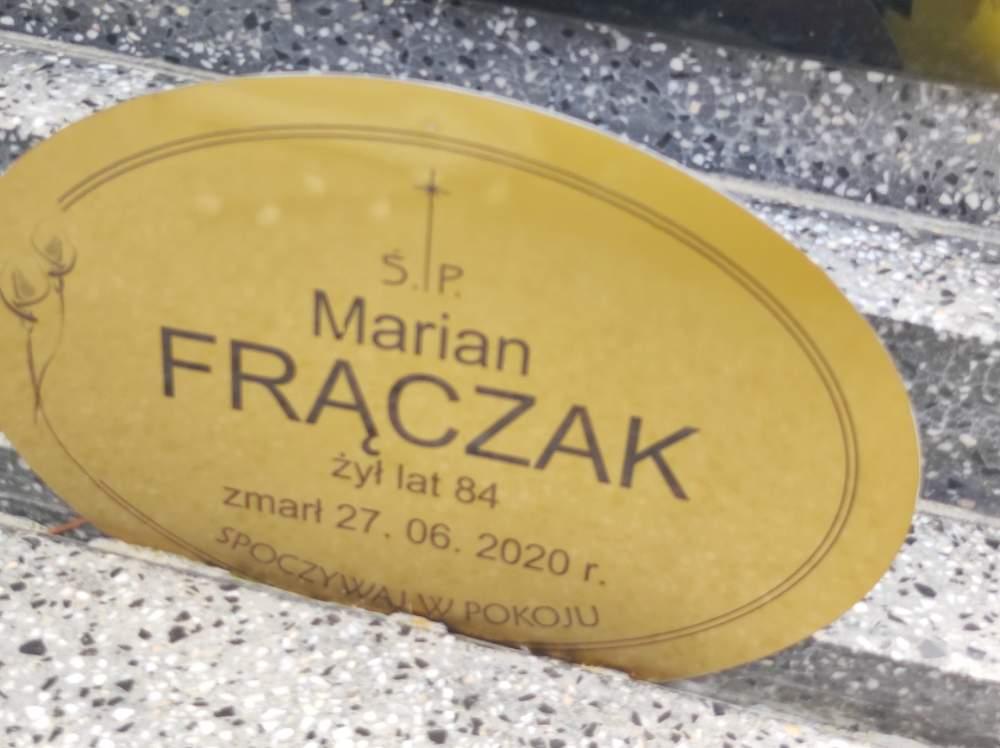 Ś. P.
Marian
FRĄCZAK
żył lat 84
zmarł 27. 06. 2020 r.
SPOCZYWAJ W POKOJU